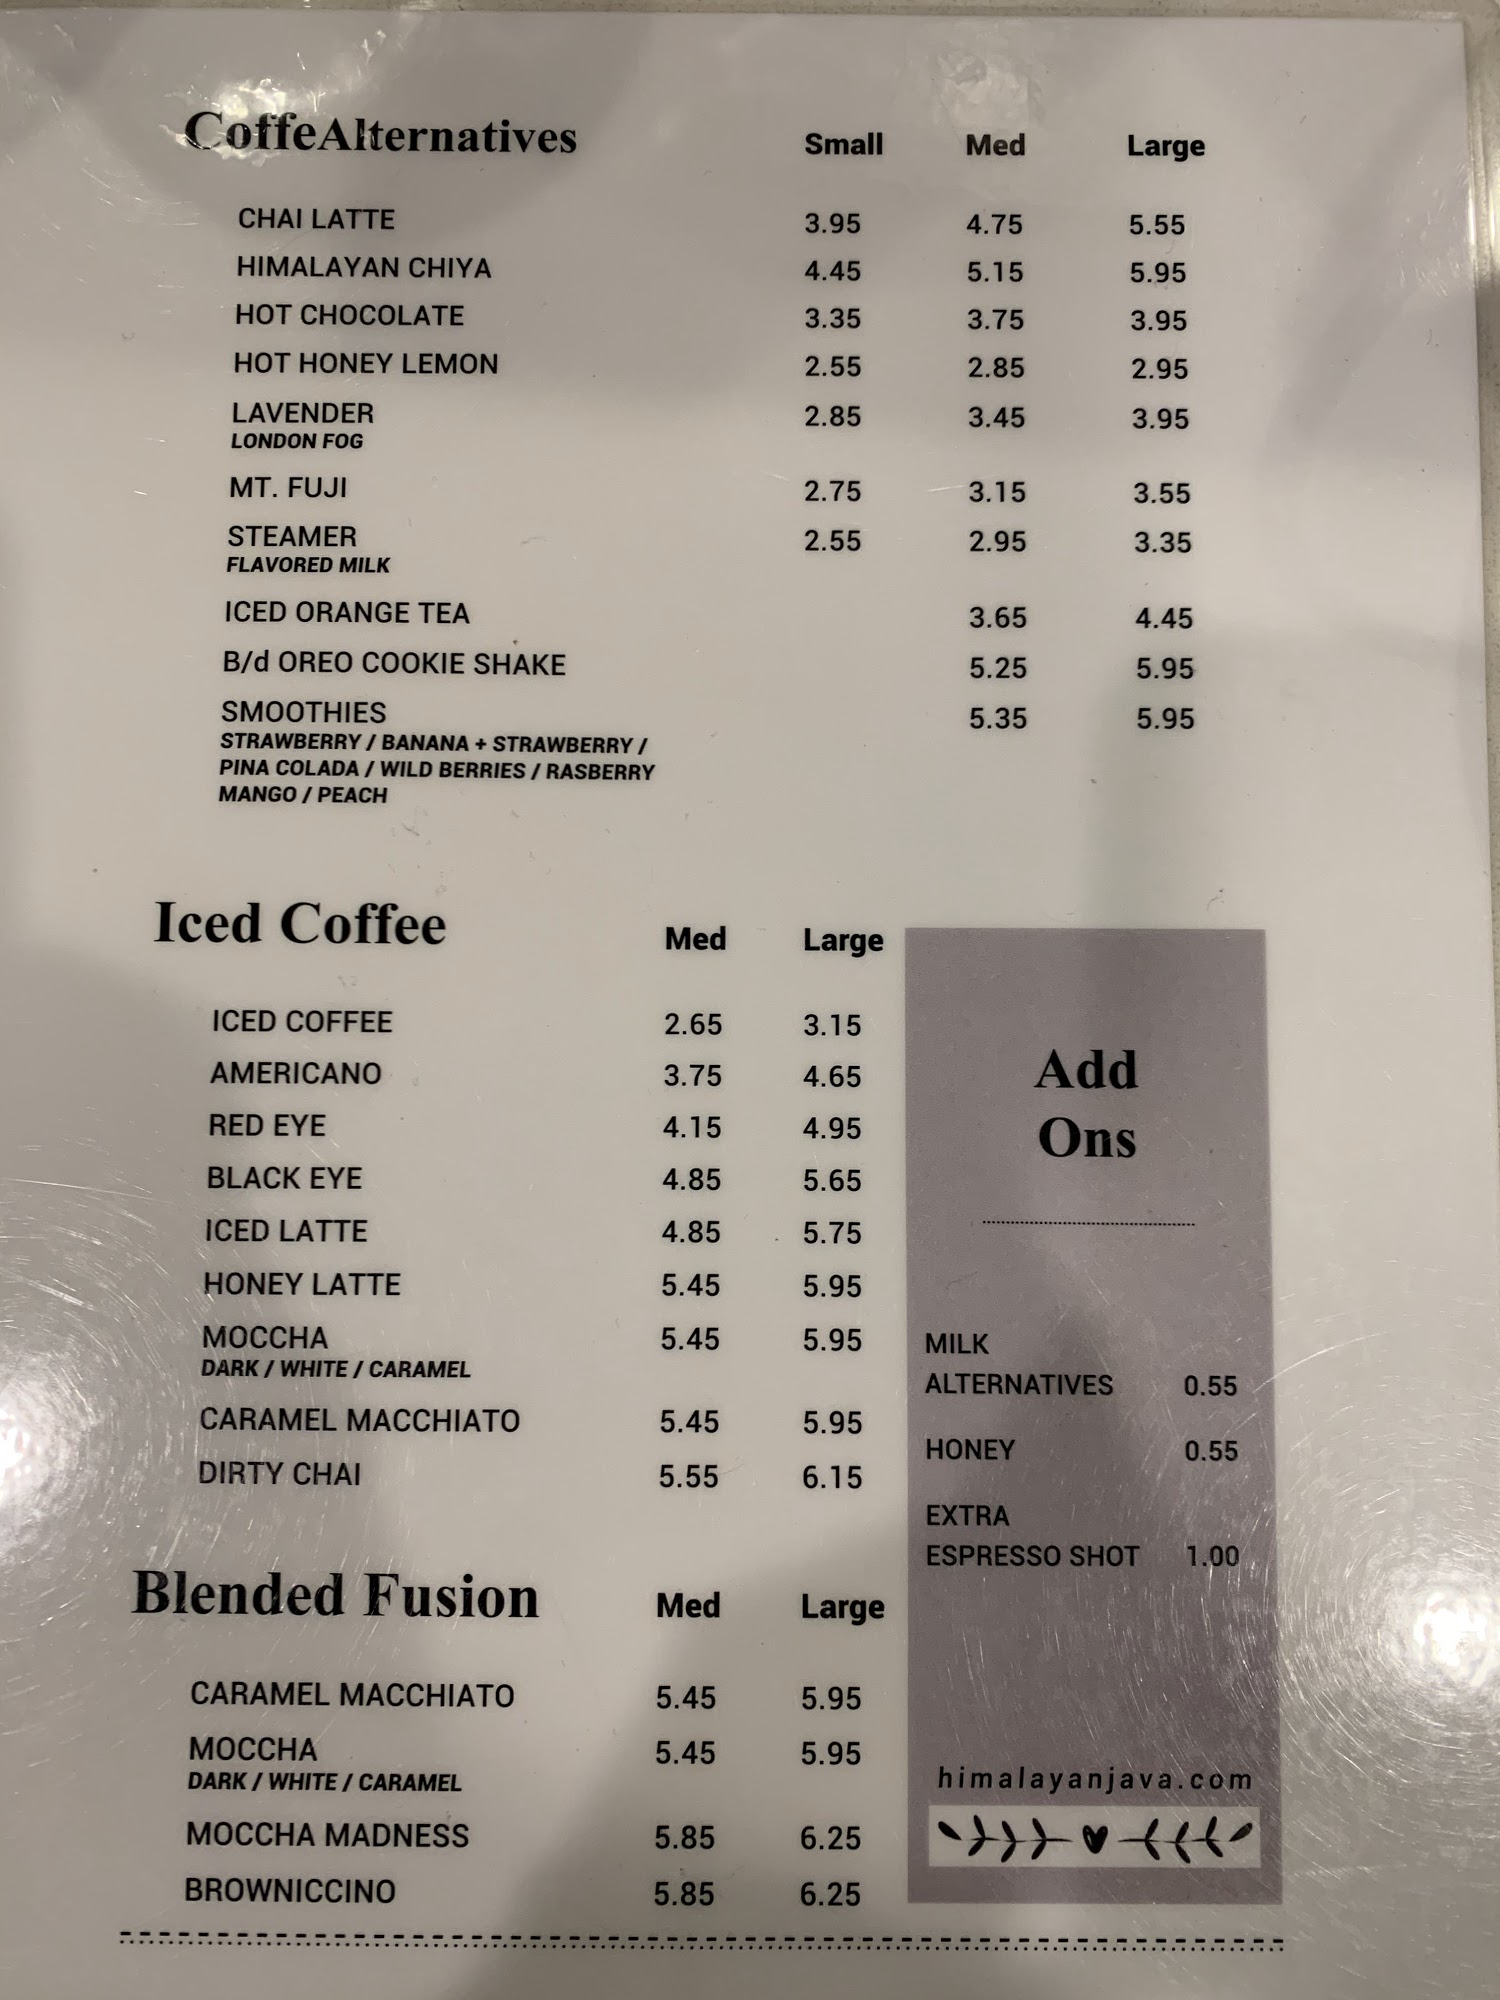 CoffeAlternatives Small Med Large
CHAI LATTE 3.95 4.75 5.55
HIMALAYAN CHIYA 4.45 5.15 5.95
HOT CHOCOLATE 3.35 3.75 3.95
HOT HONEY LEMON 2.55 2.85 2.95
LAVENDER 2.85 3.45 3.95
LONDON FOG
MT. FUJI 2.75 3.15 3.55
STEAMER 2.55 2.95 3.35
FLAVORED MILK
ICED ORANGE TEA 3.65 4.45
B/d OREO COOKIE SHAKE 5.25 5.95
SMOOTHIES 5.35 5.95
STRAWBERRY / BANANA + STRAWBERRY /
PINA COLADA / WILD BERRIES / RASBERRY
MANGO / PEACH
Iced Coffee Med Large
ICED COFFEE 2.65 3.15
AMERICANO 3.75 4.65
RED EYE 4.15 4.95
BLACK EYE 4.85 5.65
ICED LATTE 4.85 5.75
HONEY LATTE 5.45 5.95
MOCCHA 5.45 5.95
DARK / WHITE / CARAMEL
CARAMEL MACCHIATO 5.45 5.95
DIRTY CHAI 5.55 6.15
Blended Fusion Med Large
CARAMEL MACCHIATO 5.45 5.95
MOCCHA 5.45 5.95
DARK / WHITE / CARAMEL
MOCCHA MADNESS 5.85 6.25
BROWNICCINO 5.85 6.25
Add
Ons
MILK
ALTERNATIVES 0.55
HONEY 0.55
EXTRA
ESPRESSO SHOT 1.00
himalayanjava.com